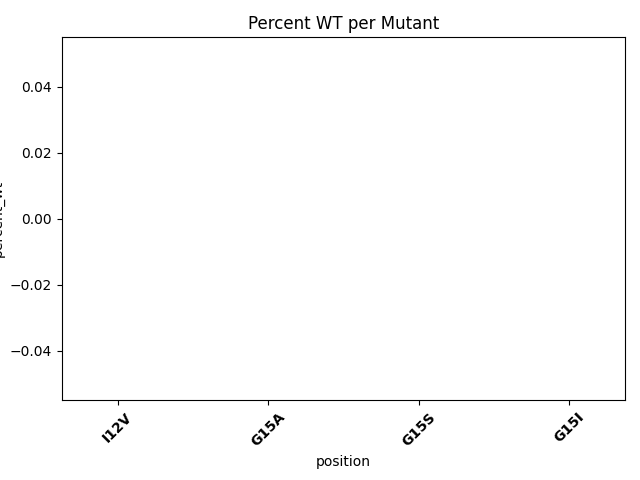 Percent WT per Mutant
0.04
0.02
0.00
−0.02
−0.04
percent_wt
I12V
G15A
G15S
G15I
position